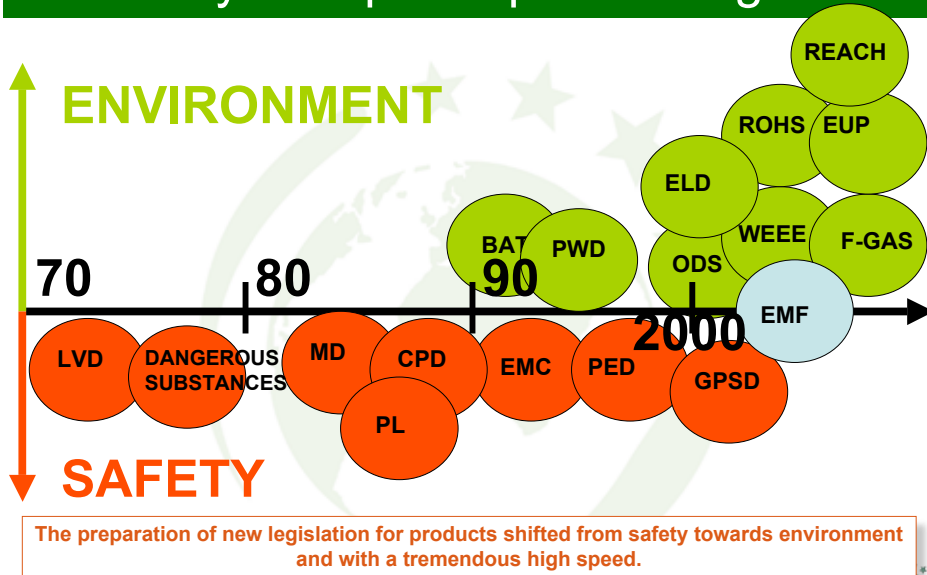 REACH
ENVIRONMENT
ROHS EUP
ELD
BAT PWD
WEEE F-GAS
ODS
70 80 90 2000
EMF
LVD
DANGEROUS
SUBSTANCES
MD CPD EMC PED GPSD
PL
SAFETY
The preparation of new legislation for products shifted from safety towards environment
and with a tremendous high speed.